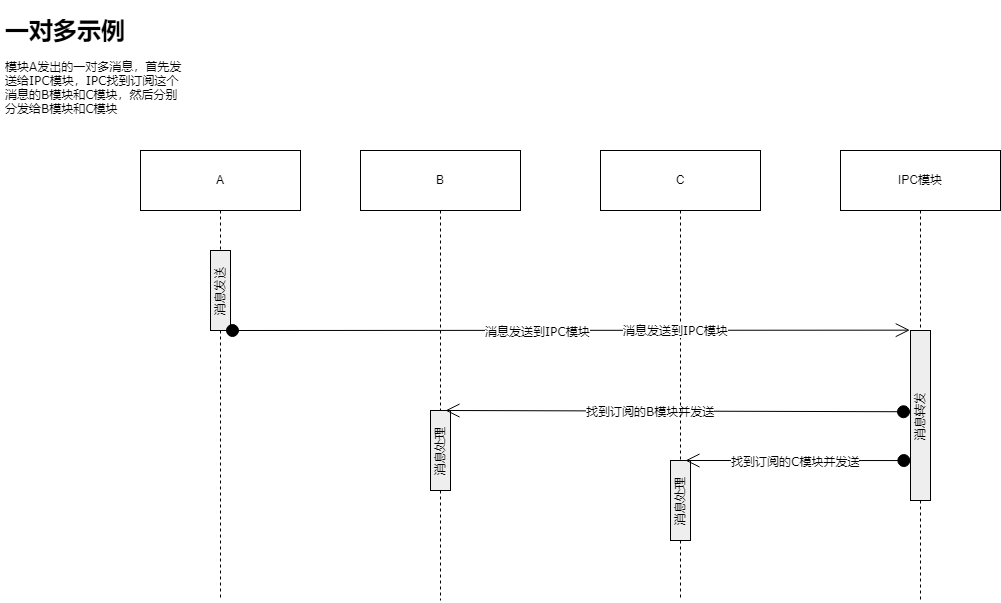 一对多示例
模块A发出的一对多消息，首先发
送给IPC模块，IPC找到订阅这个
消息的B模块和C模块，然后分别
分发给B模块和C模块
A
B
C
IPC模块
消息发送
消息发送到IPC模块
消息发送到IPC模块
找到订阅的B模块并发送
消息转发
消息处理
找到订阅的C模块并发送
消息处理